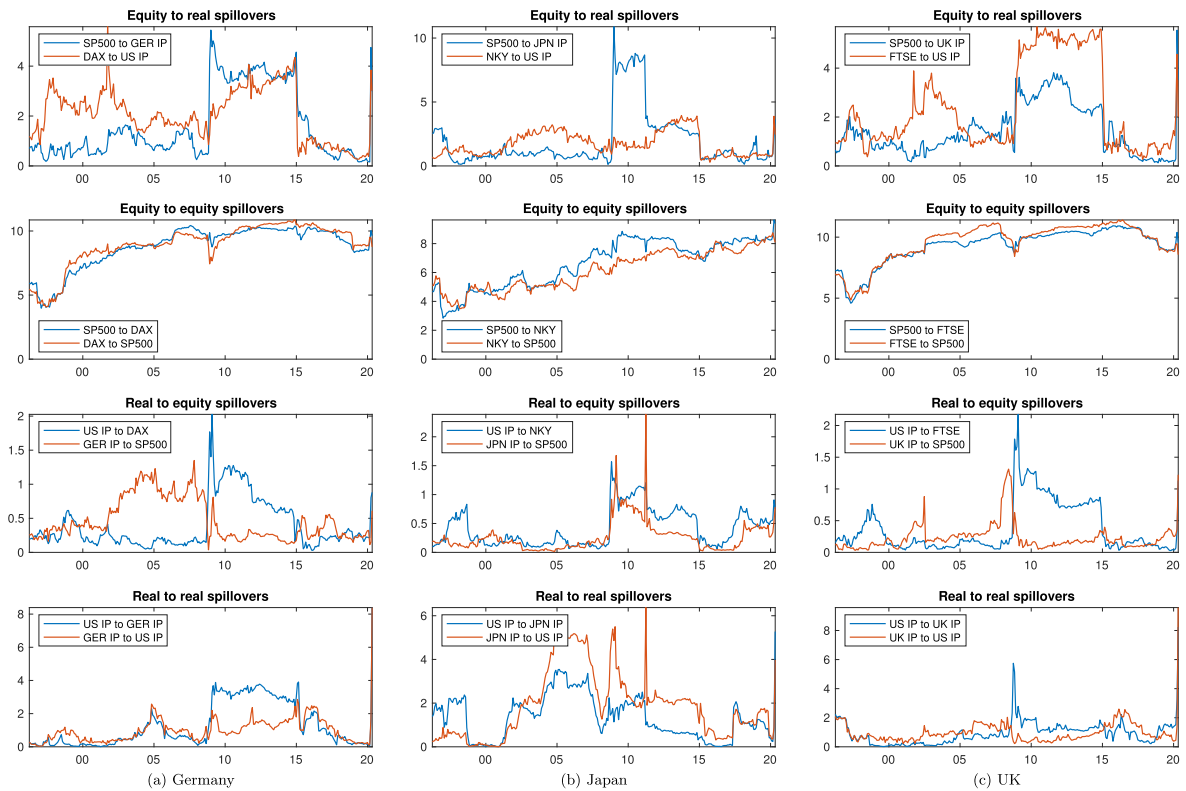 Equity to real spillovers
SP500 to GER IP
DAX to US IP
4
2
0
00 05 10 15 20
Equity to real spillovers
SP500 to JPN IP
NKY to US IP
10
5
0
00 05 10 15 20
Equity to real spillovers
SP500 to UK IP
FTSE to US IP
4
2
0
00 05 10 15 20
Equity to equity spillovers
SP500 to DAX
DAX to SP500
10
5
0
00 05 10 15 20
Equity to equity spillovers
SP500 to NKY
NKY to SP500
8
6
4
2
0
00 05 10 15 20
Equity to equity spillovers
SP500 to FTSE
FTSE to SP500
10
5
0
00 05 10 15 20
Real to equity spillovers
US IP to DAX
GER IP to SP500
2
1.5
1
0.5
0
00 05 10 15 20
Real to equity spillovers
US IP to NKY
JPN IP to SP500
2
1.5
1
0.5
0
00 05 10 15 20
Real to equity spillovers
US IP to FTSE
UK IP to SP500
2
1.5
1
0.5
0
00 05 10 15 20
Real to real spillovers
US IP to GER IP
GER IP to US IP
8
6
4
2
0
00 05 10 15 20
Real to real spillovers
US IP to JPN IP
JPN IP to US IP
6
4
2
0
00 05 10 15 20
Real to real spillovers
US IP to UK IP
UK IP to US IP
8
6
4
2
0
00 05 10 15 20
(a) Germany
(b) Japan
(c) UK